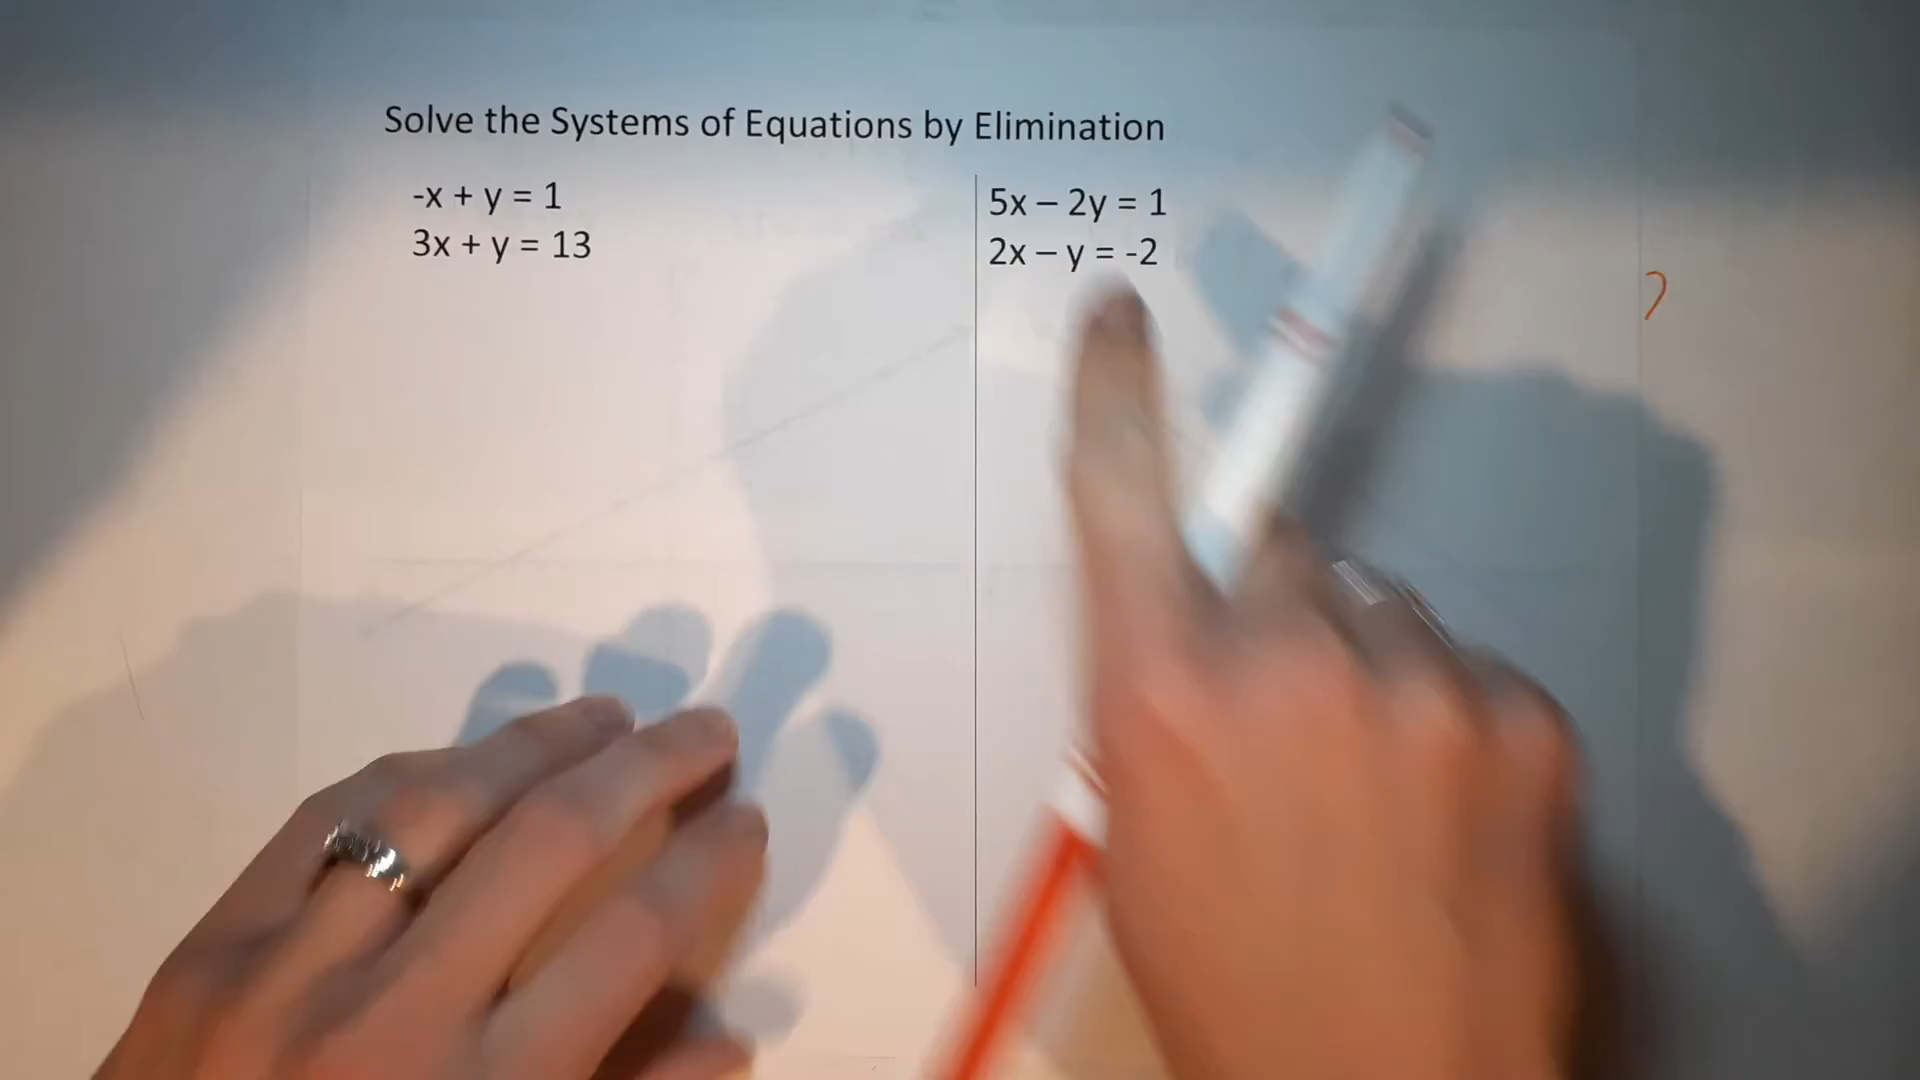 Solve the Systems of Equations by Elimination
-x + y = 1
3x + y = 13
5x – 2y = 1
2x – y = -2